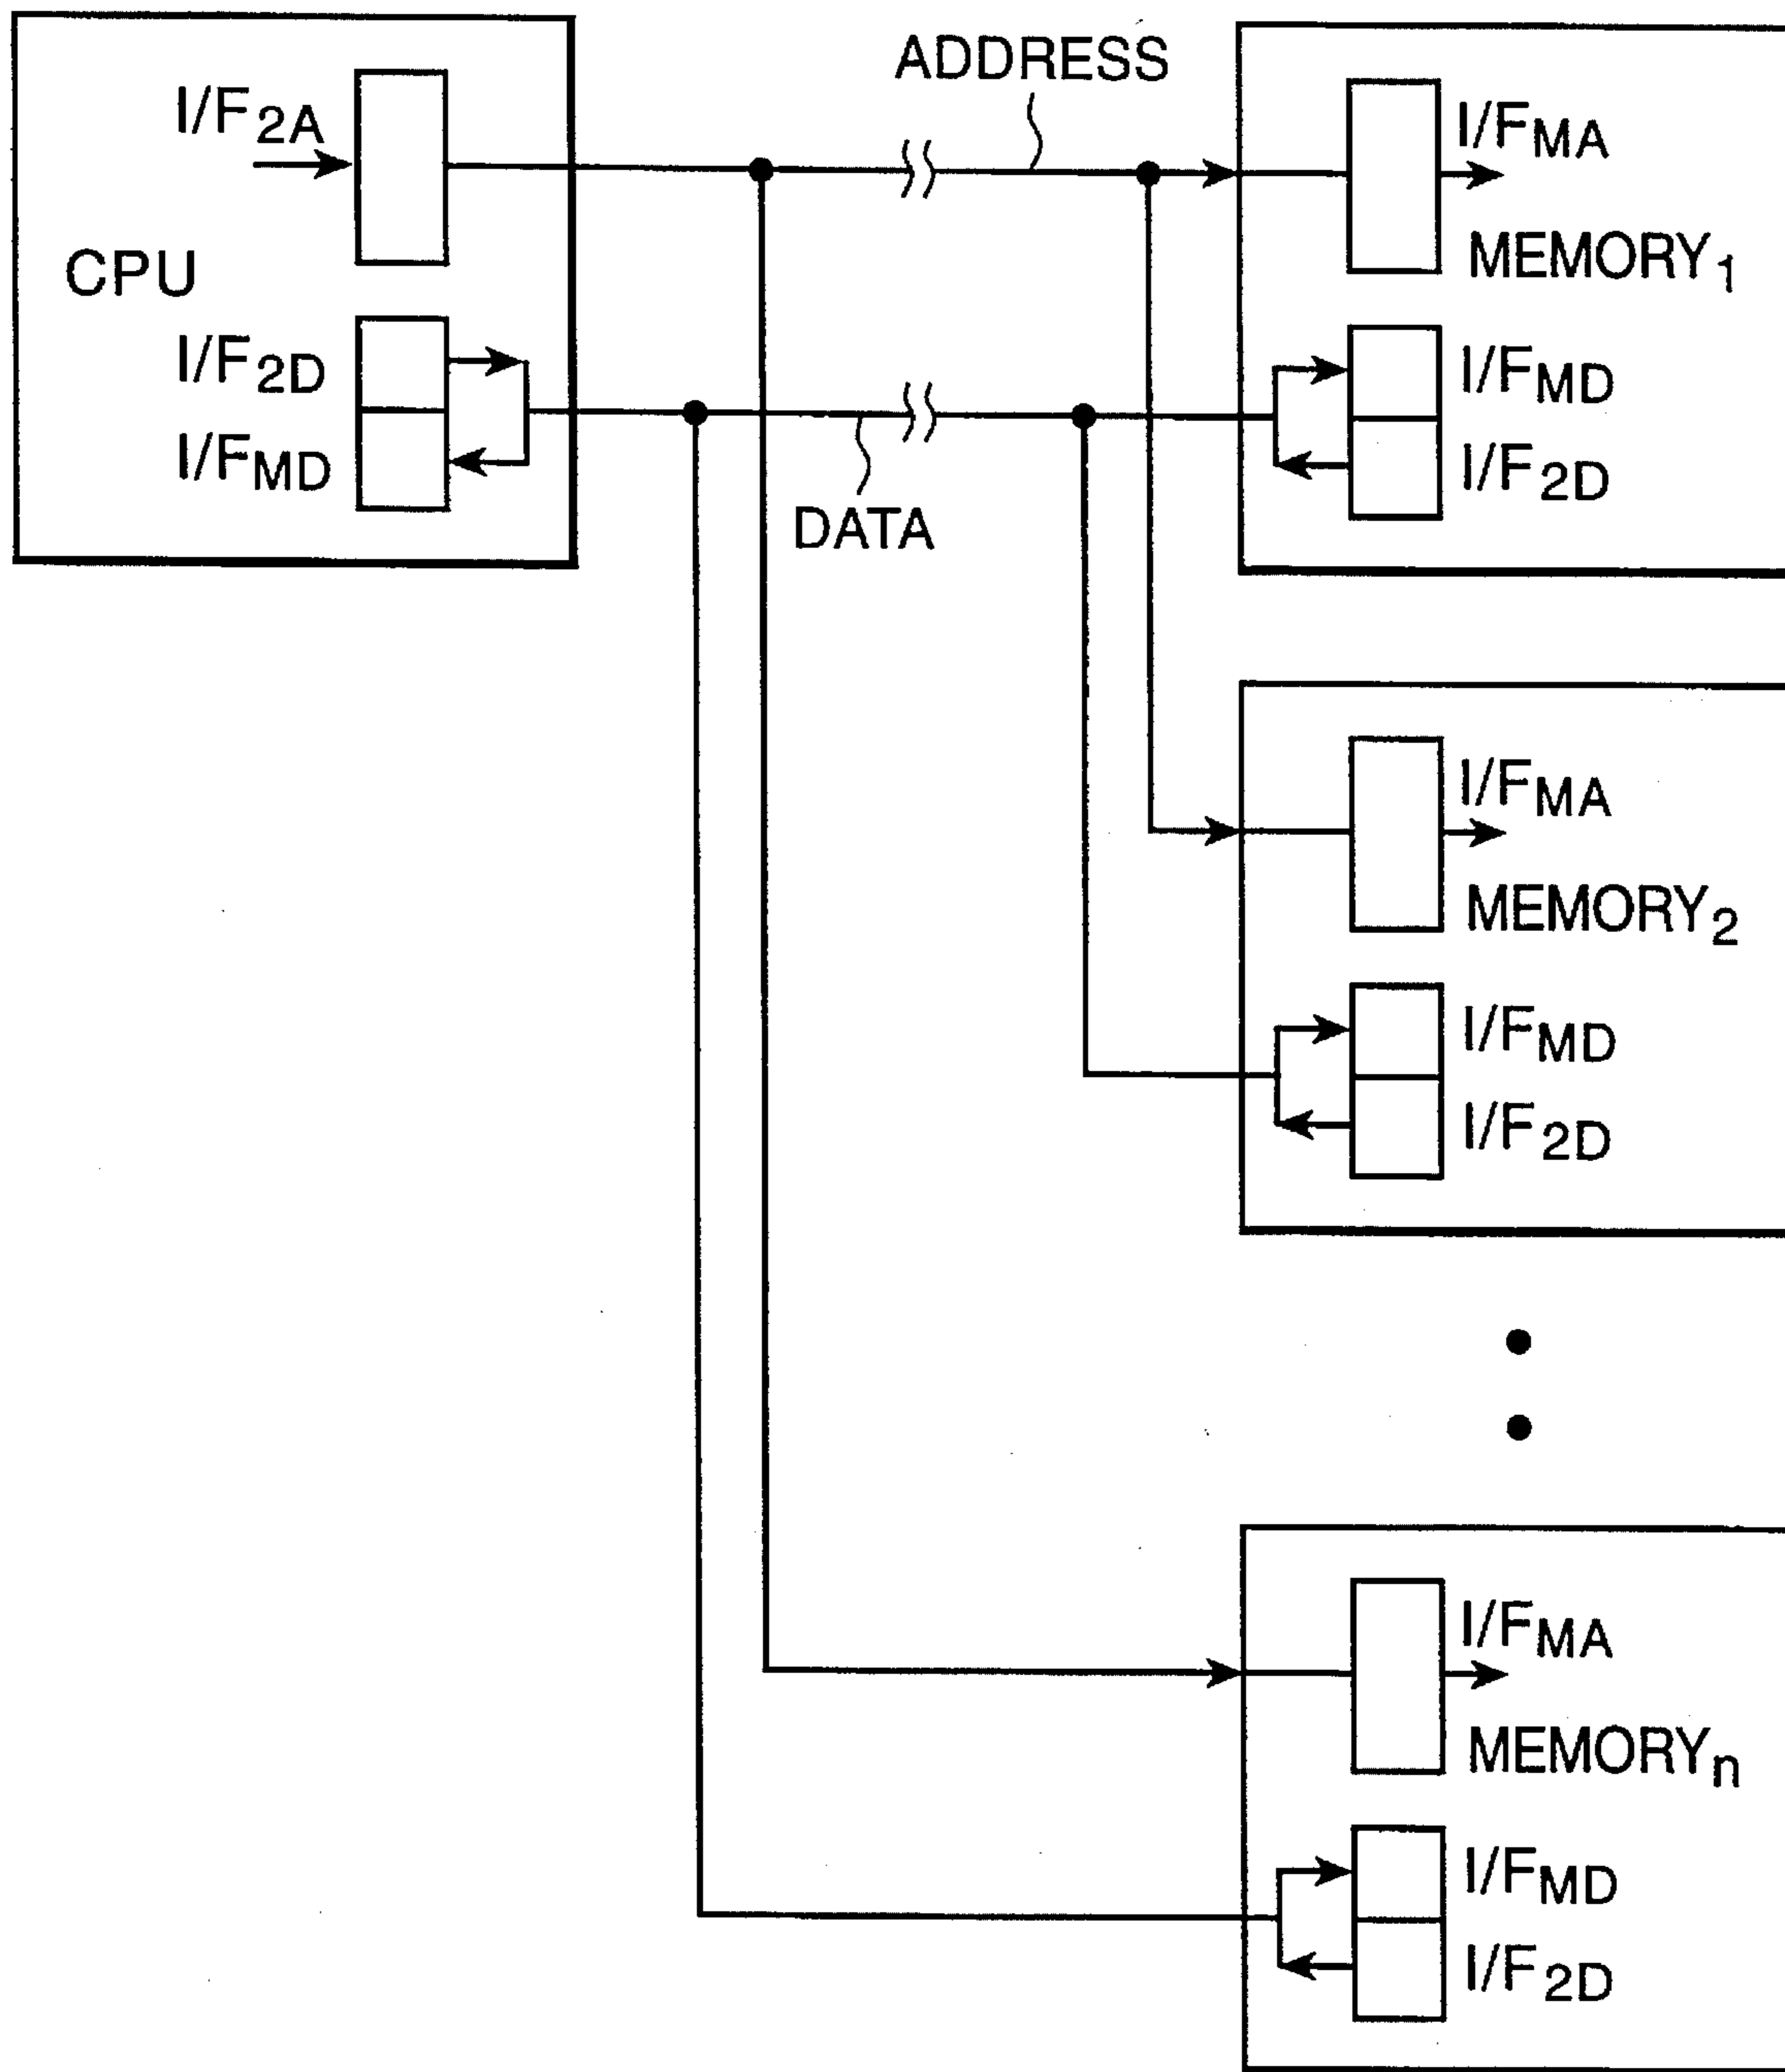 ADDRESS
I/F2A
CPU
I/F2D
I/FMD
DATA
I/FMA
MEMORY1
I/FMD
I/F2D
I/FMA
MEMORY2
I/FMD
I/F2D
I/FMA
MEMORYn
I/FMD
I/F2D